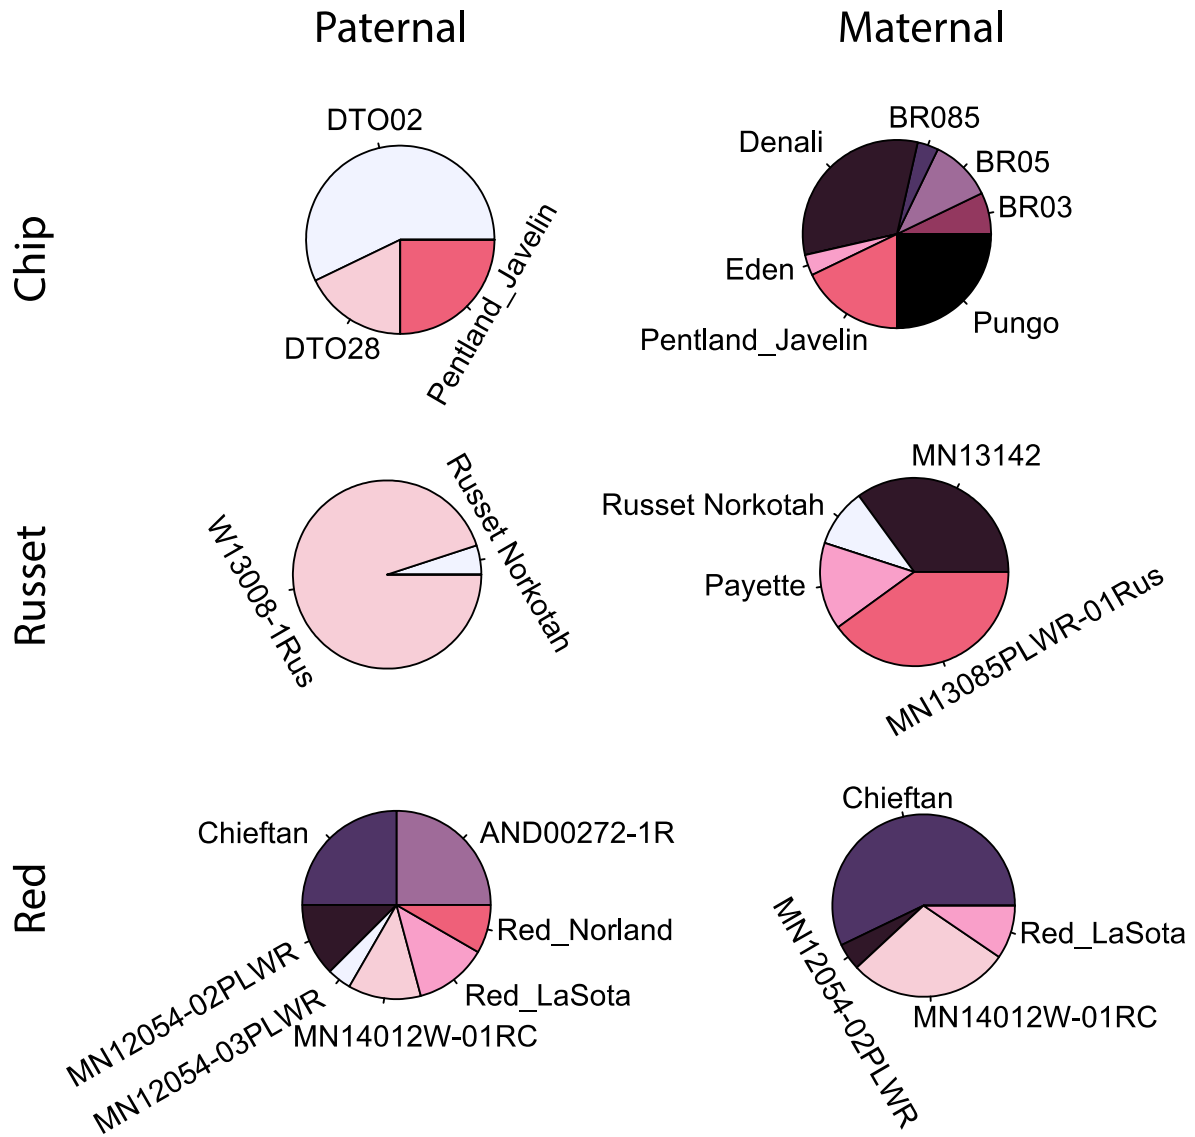 Paternal
Maternal
Chip
DTO02
DTO28
Pentland_Javelin
Denali
BR085
BR05
BR03
Eden
Pentland_Javelin
Pungo
Russet
W13008-1Rus
Russet Norkotah
MN13142
Russet Norkotah
Payette
MN13085PLWR-01Rus
Red
Chieftan
AND00272-1R
Red_Norland
Red_LaSota
MN14012W-01RC
MN12054-03PLWR
MN12054-02PLWR
Chieftan
Red_LaSota
MN14012W-01RC
MN12054-02PLWR